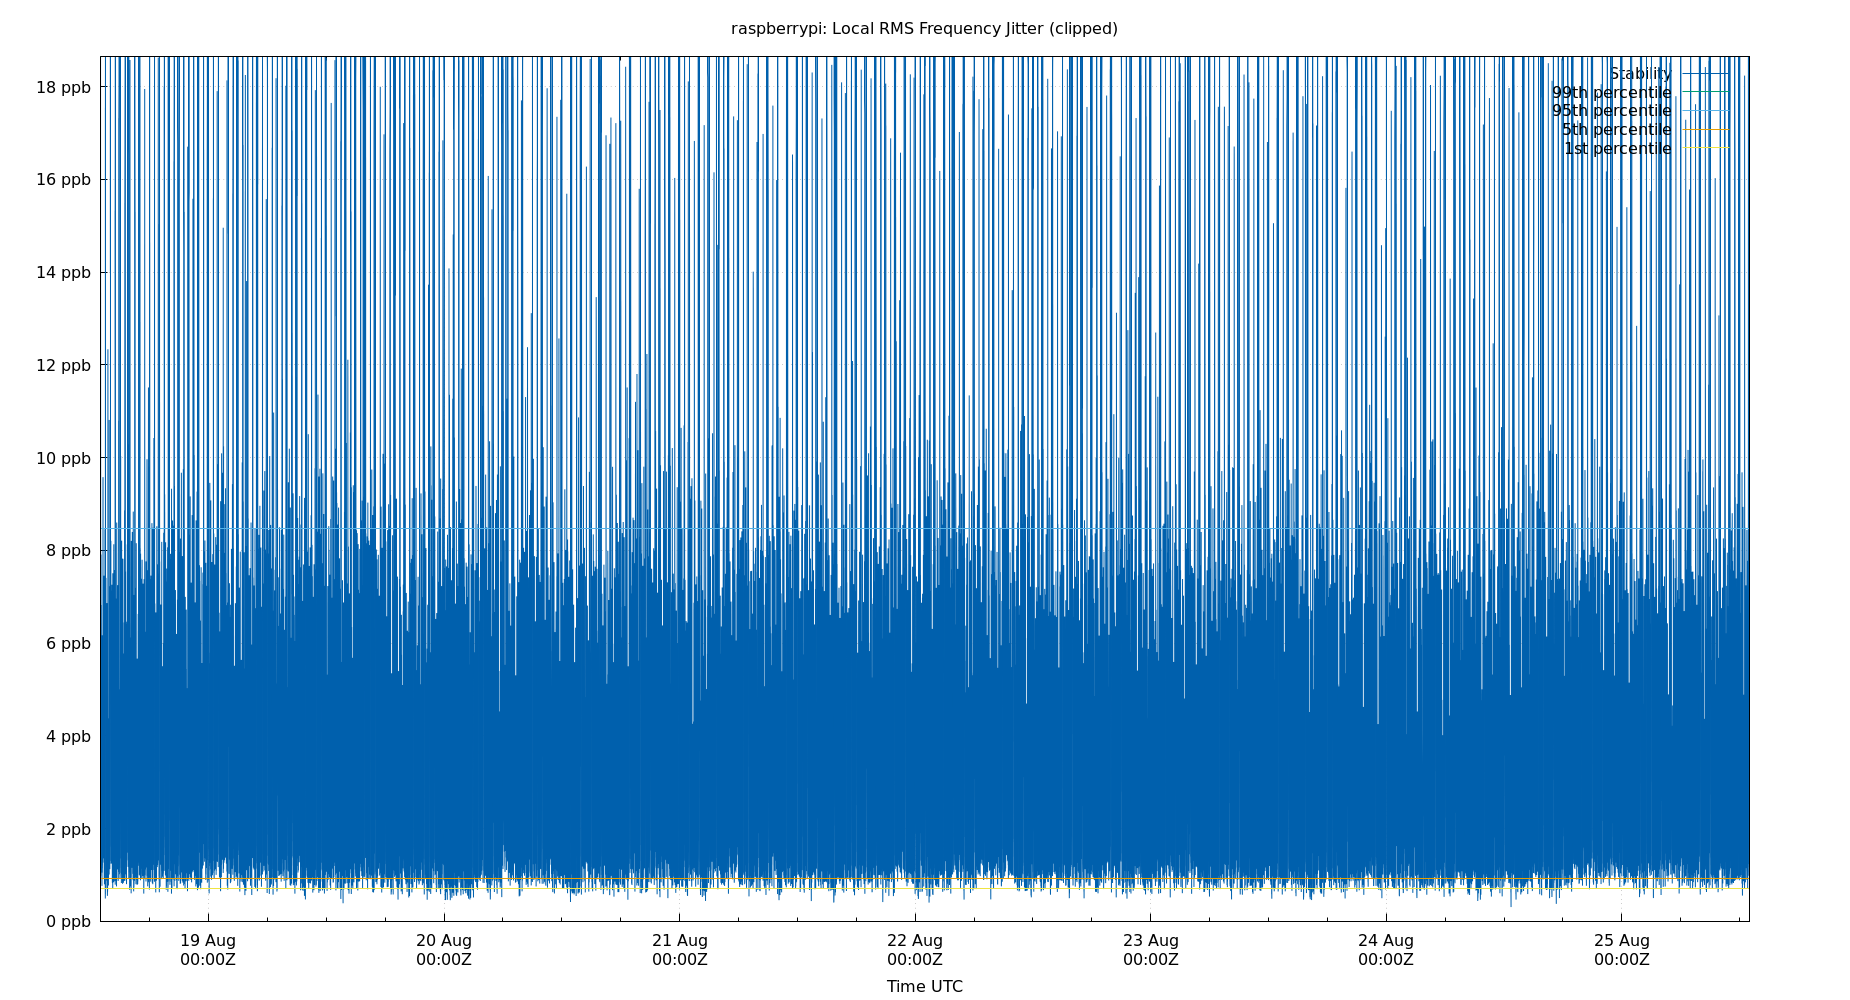 raspberrypi: Local RMS Frequency Jitter (clipped)
18 ppb
16 ppb
14 ppb
12 ppb
10 ppb
8 ppb
6 ppb
4 ppb
2 ppb
0 ppb
Stability
99th percentile
95th percentile
5th percentile
1st percentile
19 Aug
00:00Z
20 Aug
00:00Z
21 Aug
00:00Z
22 Aug
00:00Z
23 Aug
00:00Z
24 Aug
00:00Z
25 Aug
00:00Z
Time UTC